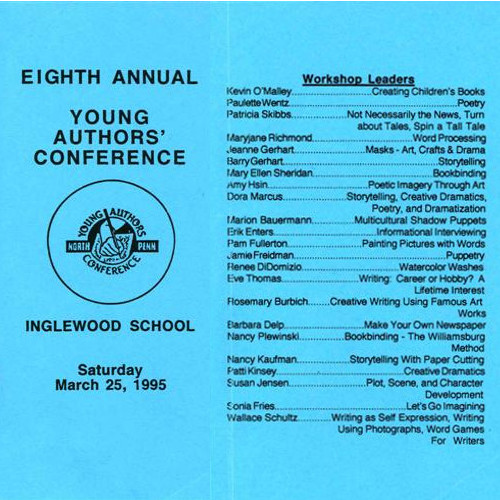 EIGHTH ANNUAL
YOUNG
AUTHORS'
CONFERENCE
YOUNG AUTHORS
NORTH PENN
CONFERENCE
INGLEWOOD SCHOOL
Saturday
March 25, 1995
Workshop Leaders
Kevin O'Malley....................Creating Children's Books
Paulette Wentz....................Poetry
Patricia Skibbs....................Not Necessarily the News, Turn
about Tales, Spin a Tall Tale
Maryjane Richmond....................Word Processing
Jeanne Gerhart....................Masks - Art, Crafts & Drama
Barry Gerhart....................Storytelling
Mary Ellen Sheridan....................Bookbinding
Amy Hsin....................Poetic Imagery Through Art
Dora Marcus....................Storytelling, Creative Dramatics,
Poetry, and Dramatization
Marion Bauermann....................Multicultural Shadow Puppets
Erik Enters....................Informational Interviewing
Pam Fullerton....................Painting Pictures with Words
Jamie Freidman....................Puppetry
Renee DiDomizio....................Watercolor Washes
Eve Thomas....................Writing: Career or Hobby? A
Lifetime Interest
Rosemary Burbich....................Creative Writing Using Famous Art
Works
Barbara Delp....................Make Your Own Newspaper
Nancy Plewinski....................Bookbinding - The Williamsburg
Method
Nancy Kaufman....................Storytelling With Paper Cutting
Patti Kinsey....................Creative Dramatics
Susan Jensen....................Plot, Scene, and Character
Development
Sonia Fries....................Let's Go Imagining
Wallace Schultz....................Writing as Self Expression, Writing
Using Photographs, Word Games
For Writers